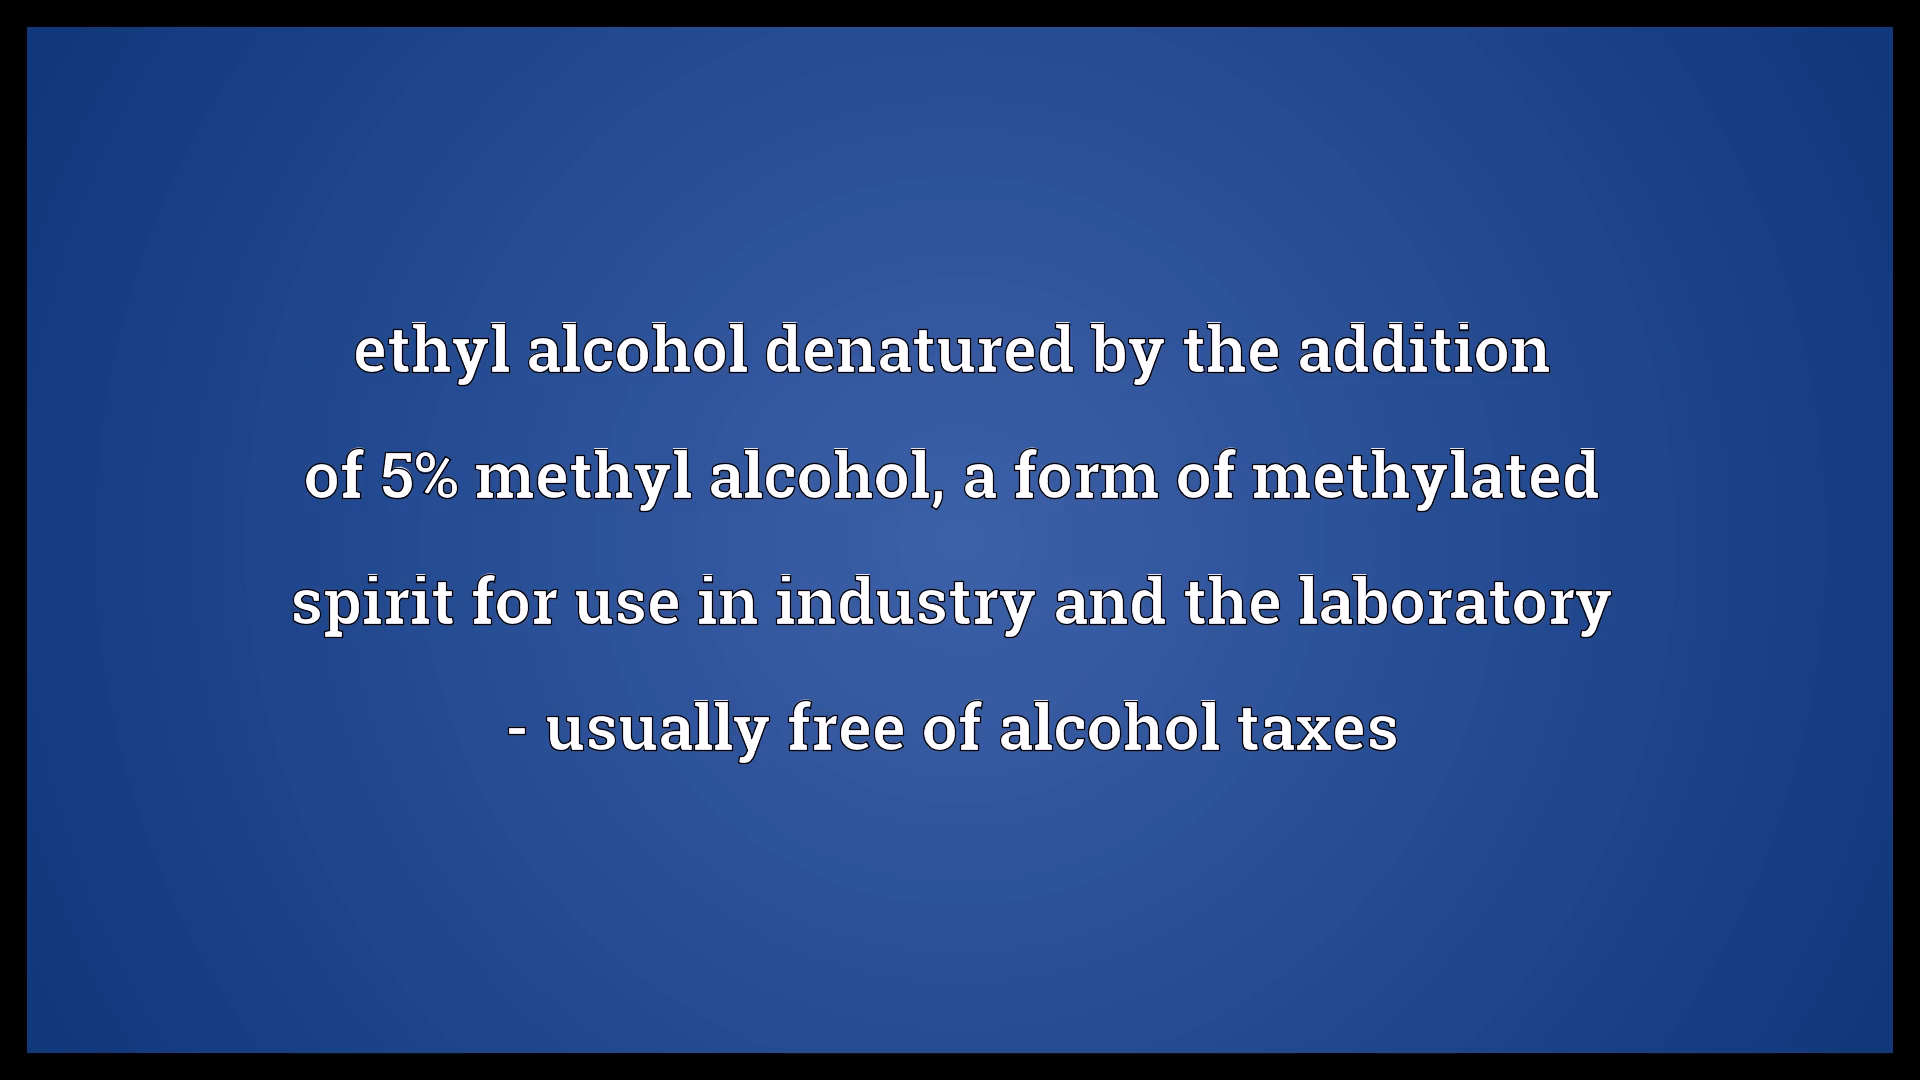 ethyl alcohol denatured by the addition
of 5% methyl alcohol, a form of methylated
spirit for use in industry and the laboratory
- usually free of alcohol taxes